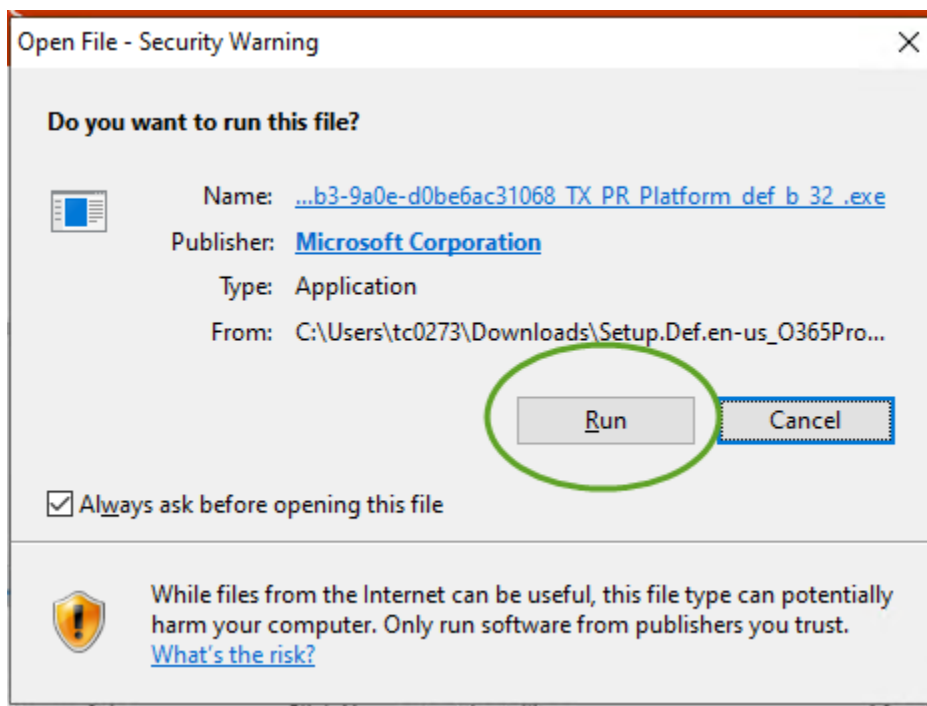 Open File - Security Warning
Do you want to run this file?
Name: ...b3-9a0e-d0be6ac31068_TX_PR_Platform_def_b_32_.exe
Publisher: Microsoft Corporation
Type: Application
From: C:\Users\tc0273\Downloads\Setup.Def.en-us_O365Pro...
Run Cancel
Always ask before opening this file
While files from the Internet can be useful, this file type can potentially
harm your computer. Only run software from publishers you trust.
What's the risk?